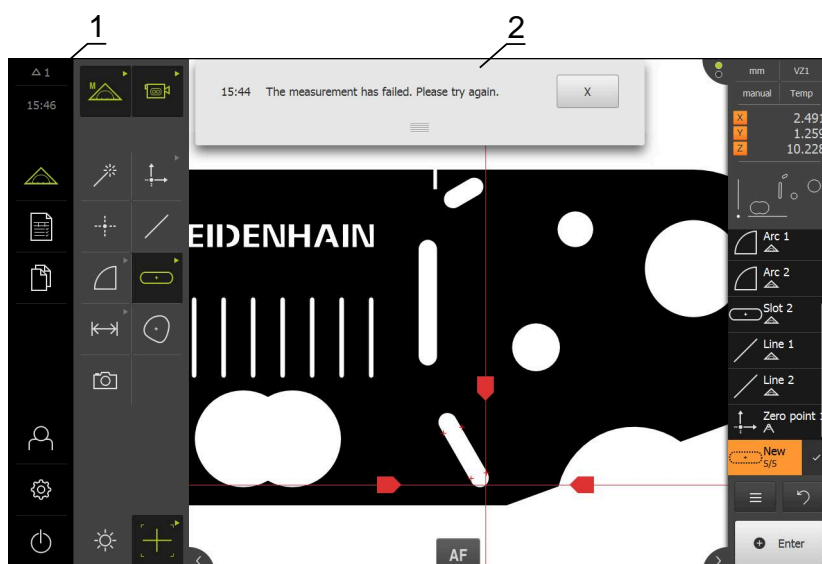 1
2
△ 1
15:46
M
15:44 The measurement has failed. Please try again.
X
mm VZ1
manual Temp
X 2.491
Y 1.259
Z 10.228
EIDENHAIN
Arc 1
Arc 2
Slot 2
Line 1
Line 2
Zero point 1
New
5/5
Enter
AF